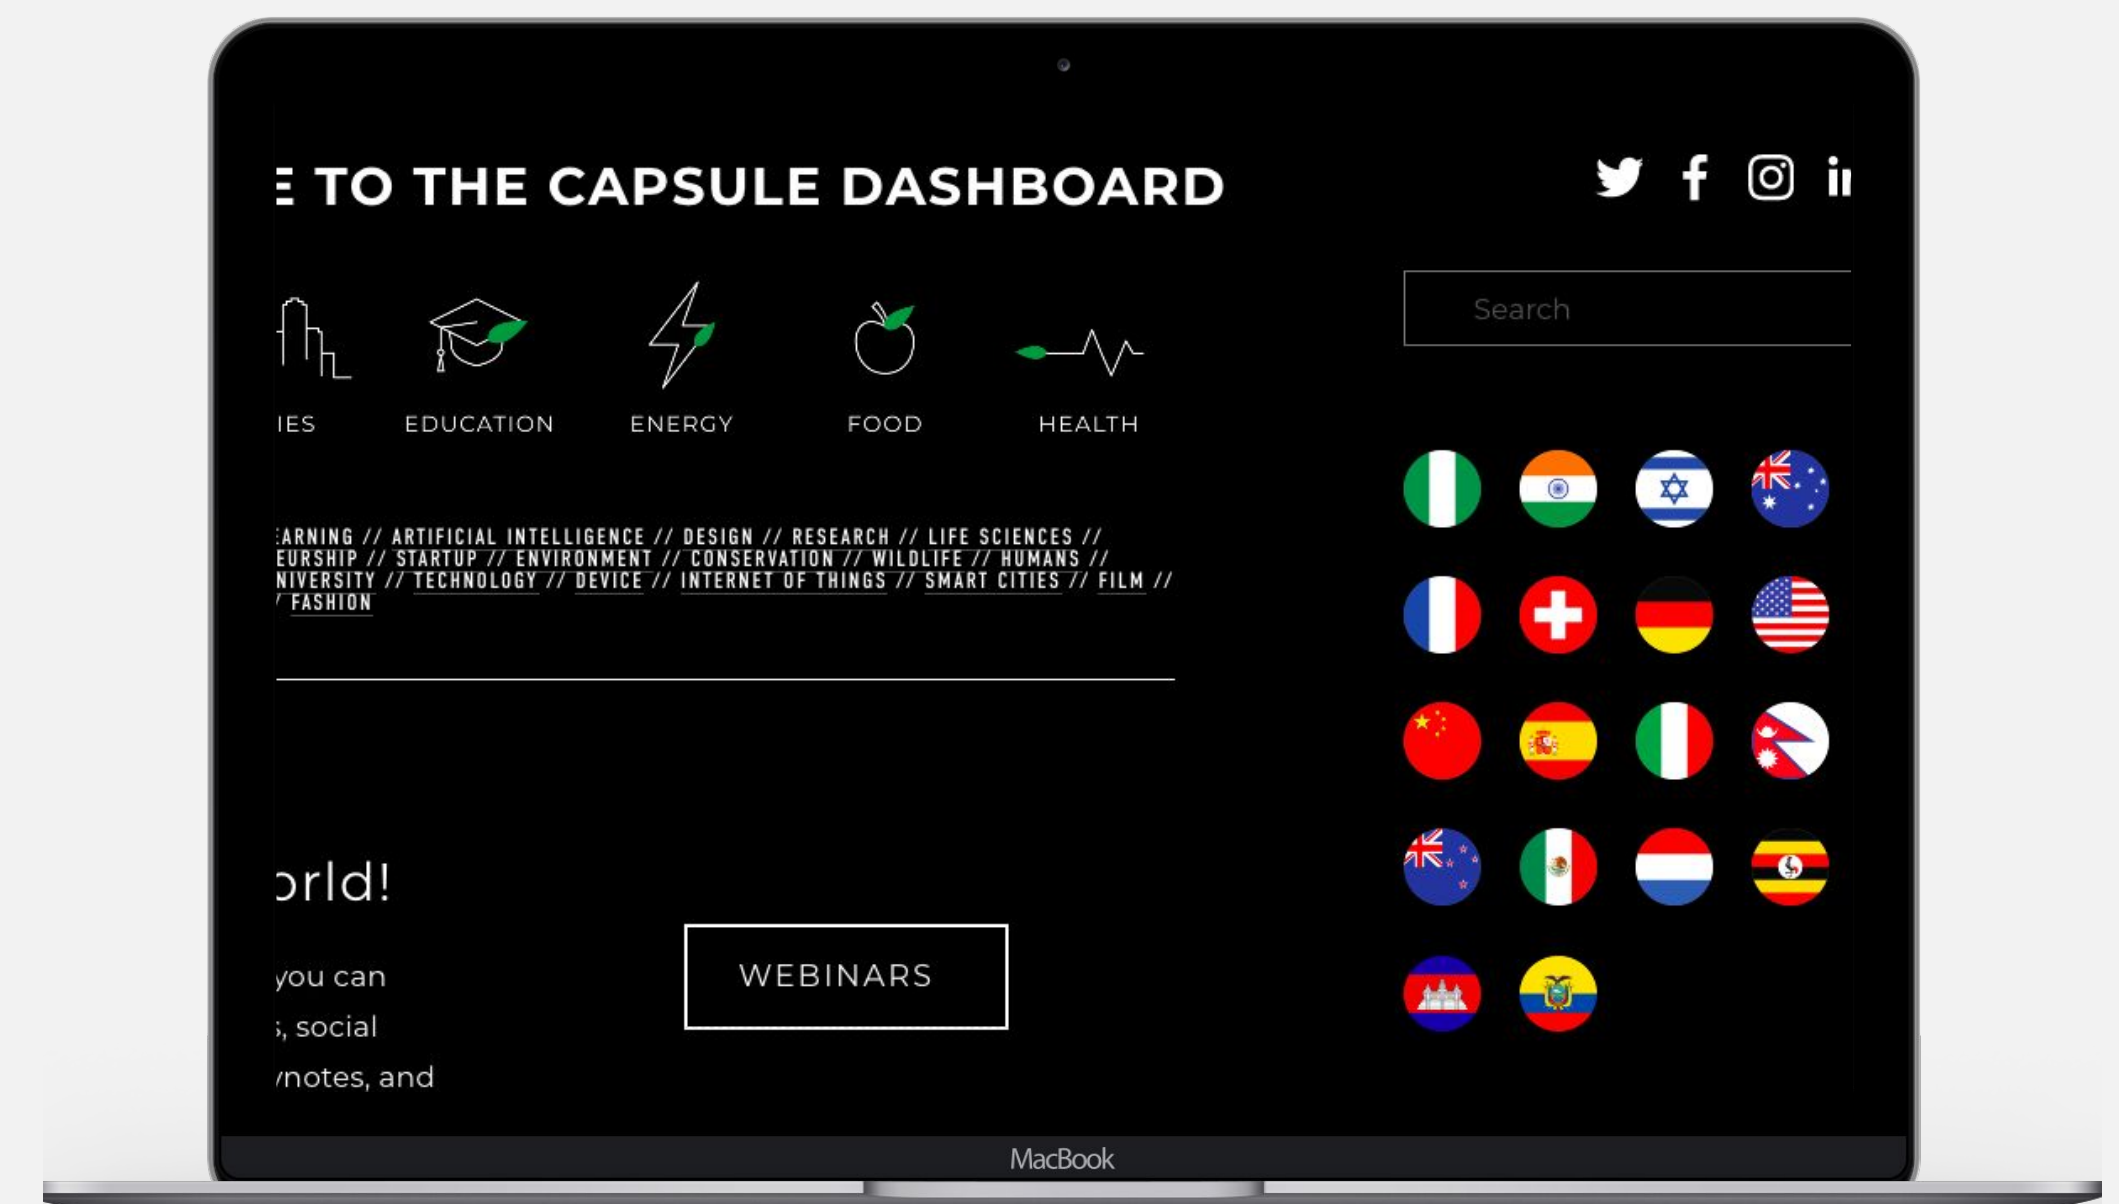 E TO THE CAPSULE DASHBOARD
Search
IES EDUCATION ENERGY FOOD HEALTH
EARNING // ARTIFICIAL INTELLIGENCE // DESIGN // RESEARCH // LIFE SCIENCES //
EURSHIP // STARTUP // ENVIRONMENT // CONSERVATION // WILDLIFE // HUMANS //
NIVERSITY // TECHNOLOGY // DEVICE // INTERNET OF THINGS // SMART CITIES // FILM //
/ FASHION
orld!
you can
s, social
ynotes, and
WEBINARS
MacBook